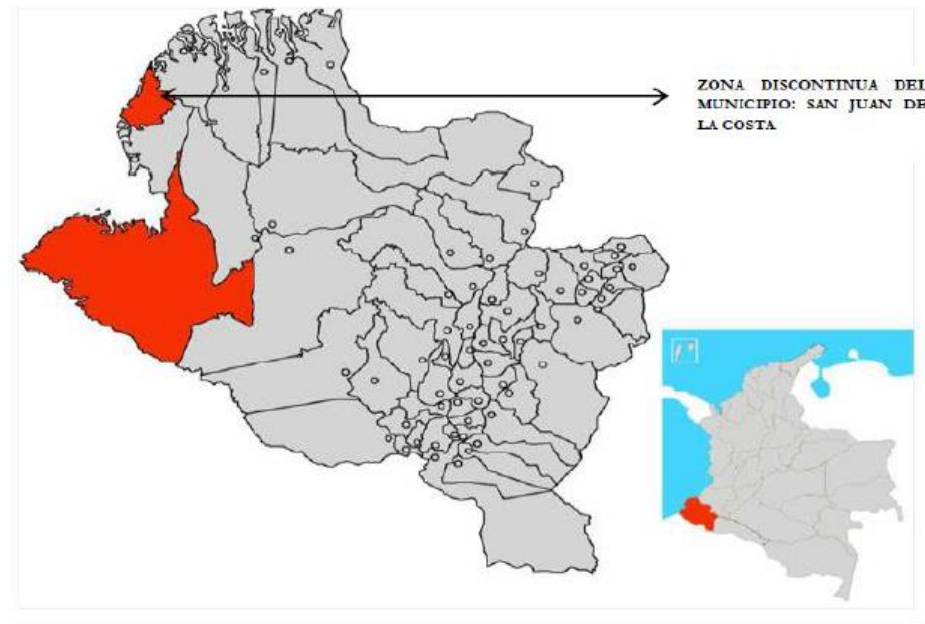 ZONA DISCONTINUA DEL
MUNICIPIO: SAN JUAN DE
LA COSTA